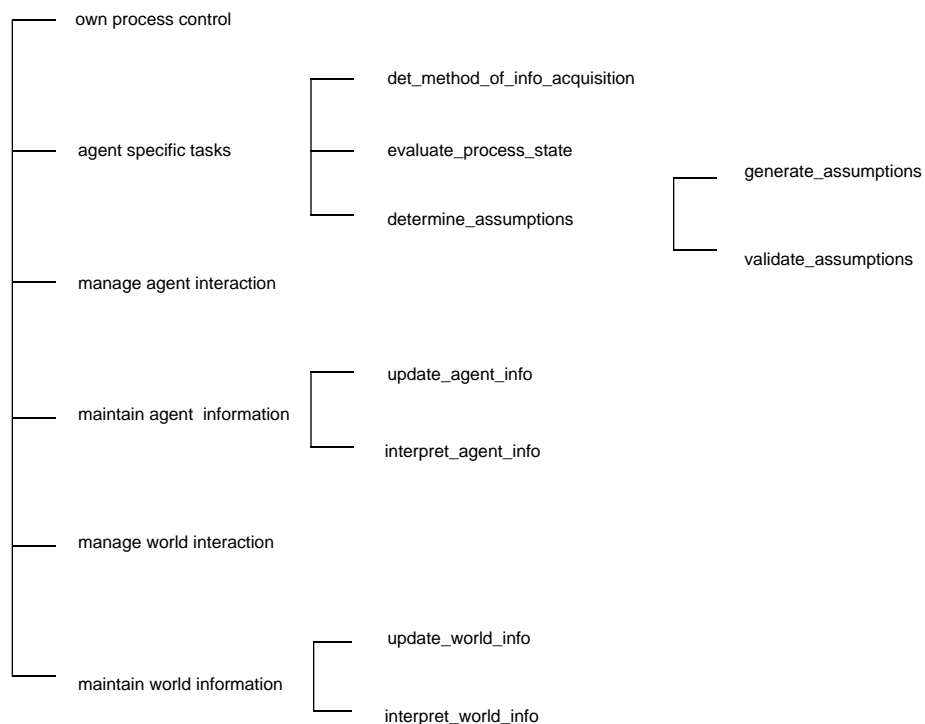 own process control
det_method_of_info_acquisition
agent specific tasks
evaluate_process_state
generate_assumptions
determine_assumptions
validate_assumptions
manage agent interaction
update_agent_info
maintain agent  information
interpret_agent_info
manage world interaction
update_world_info
maintain world information
interpret_world_info